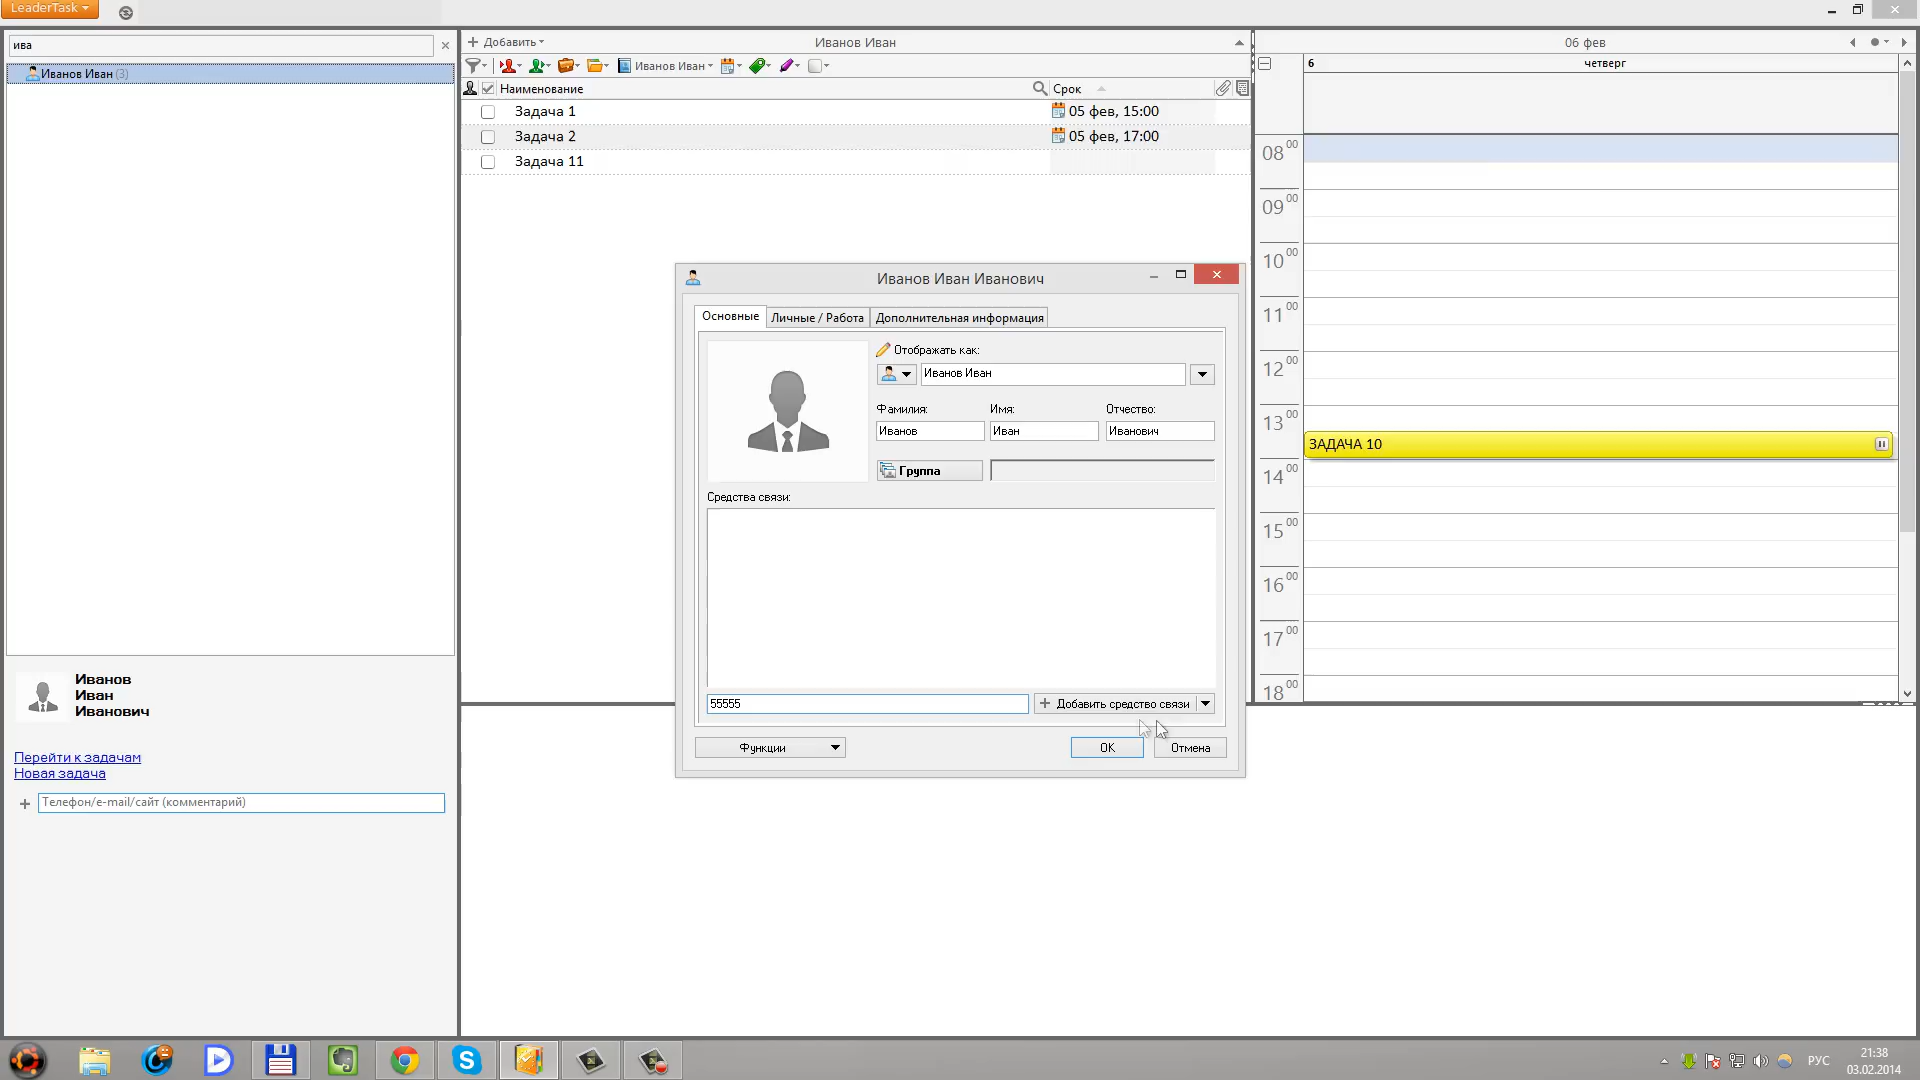 LeaderTask
ива
Иванов Иван (3)
Добавить
Иванов Иван
Иванов Иван
Наименование
Срок
Задача 1
05 фев, 15:00
Задача 2
05 фев, 17:00
Задача 11
06 фев
6
четверг
08 00
09 00
10 00
11 00
12 00
13 00
ЗАДАЧА 10
14 00
15 00
16 00
17 00
18 00
Иванов Иван Иванович
Основные
Личные / Работа
Дополнительная информация
Отображать как:
Иванов Иван
Фамилия:
Имя:
Отчество:
Иванов
Иван
Иванович
Группа
Средства связи:
55555
Добавить средство связи
Функции
ОК
Отмена
Иванов
Иван
Иванович
Перейти к задачам
Новая задача
Телефон/e-mail/сайт (комментарий)
РУС
21:38
03.02.2014